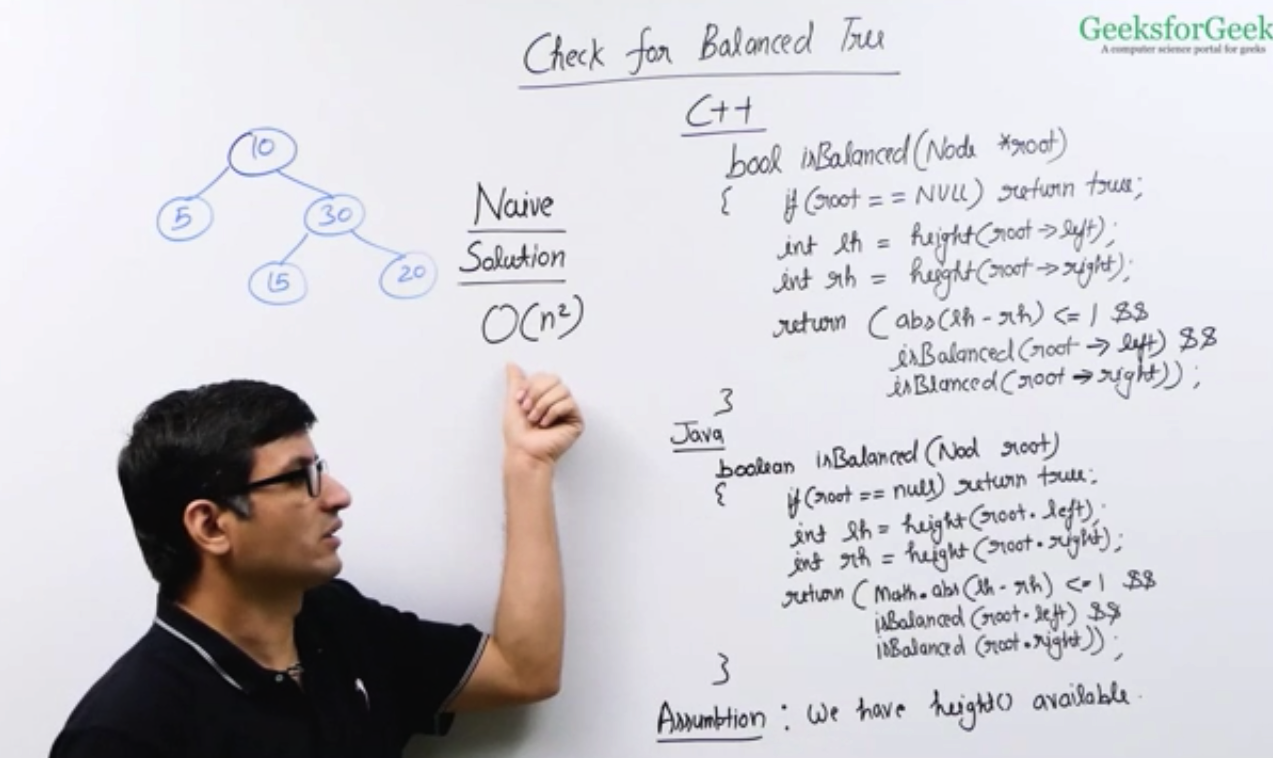 GeeksforGeek
A computer science portal for geeks
Check for Balanced Tree
10
5
30
15
20
Naive
Solution
O(n²)
C++
bool isBalanced(Node *root)
{ if (root == NULL) return true;
int lh = height(root->left);
int rh = height(root->right);
return (abs(lh - rh) <= 1 &&
isBalanced(root -> left) &&
isBlanced(root -> right));
}
Java
boolean isBalanced(Nod root)
{ if (root == null) return true;
int lh = height(root.left);
int rh = height(root.right);
return (Math.abs(lh - rh) <= 1 &&
isBalanced(root.left) &&
isBalanced(root.right));
}
Assumption : We have height() available.